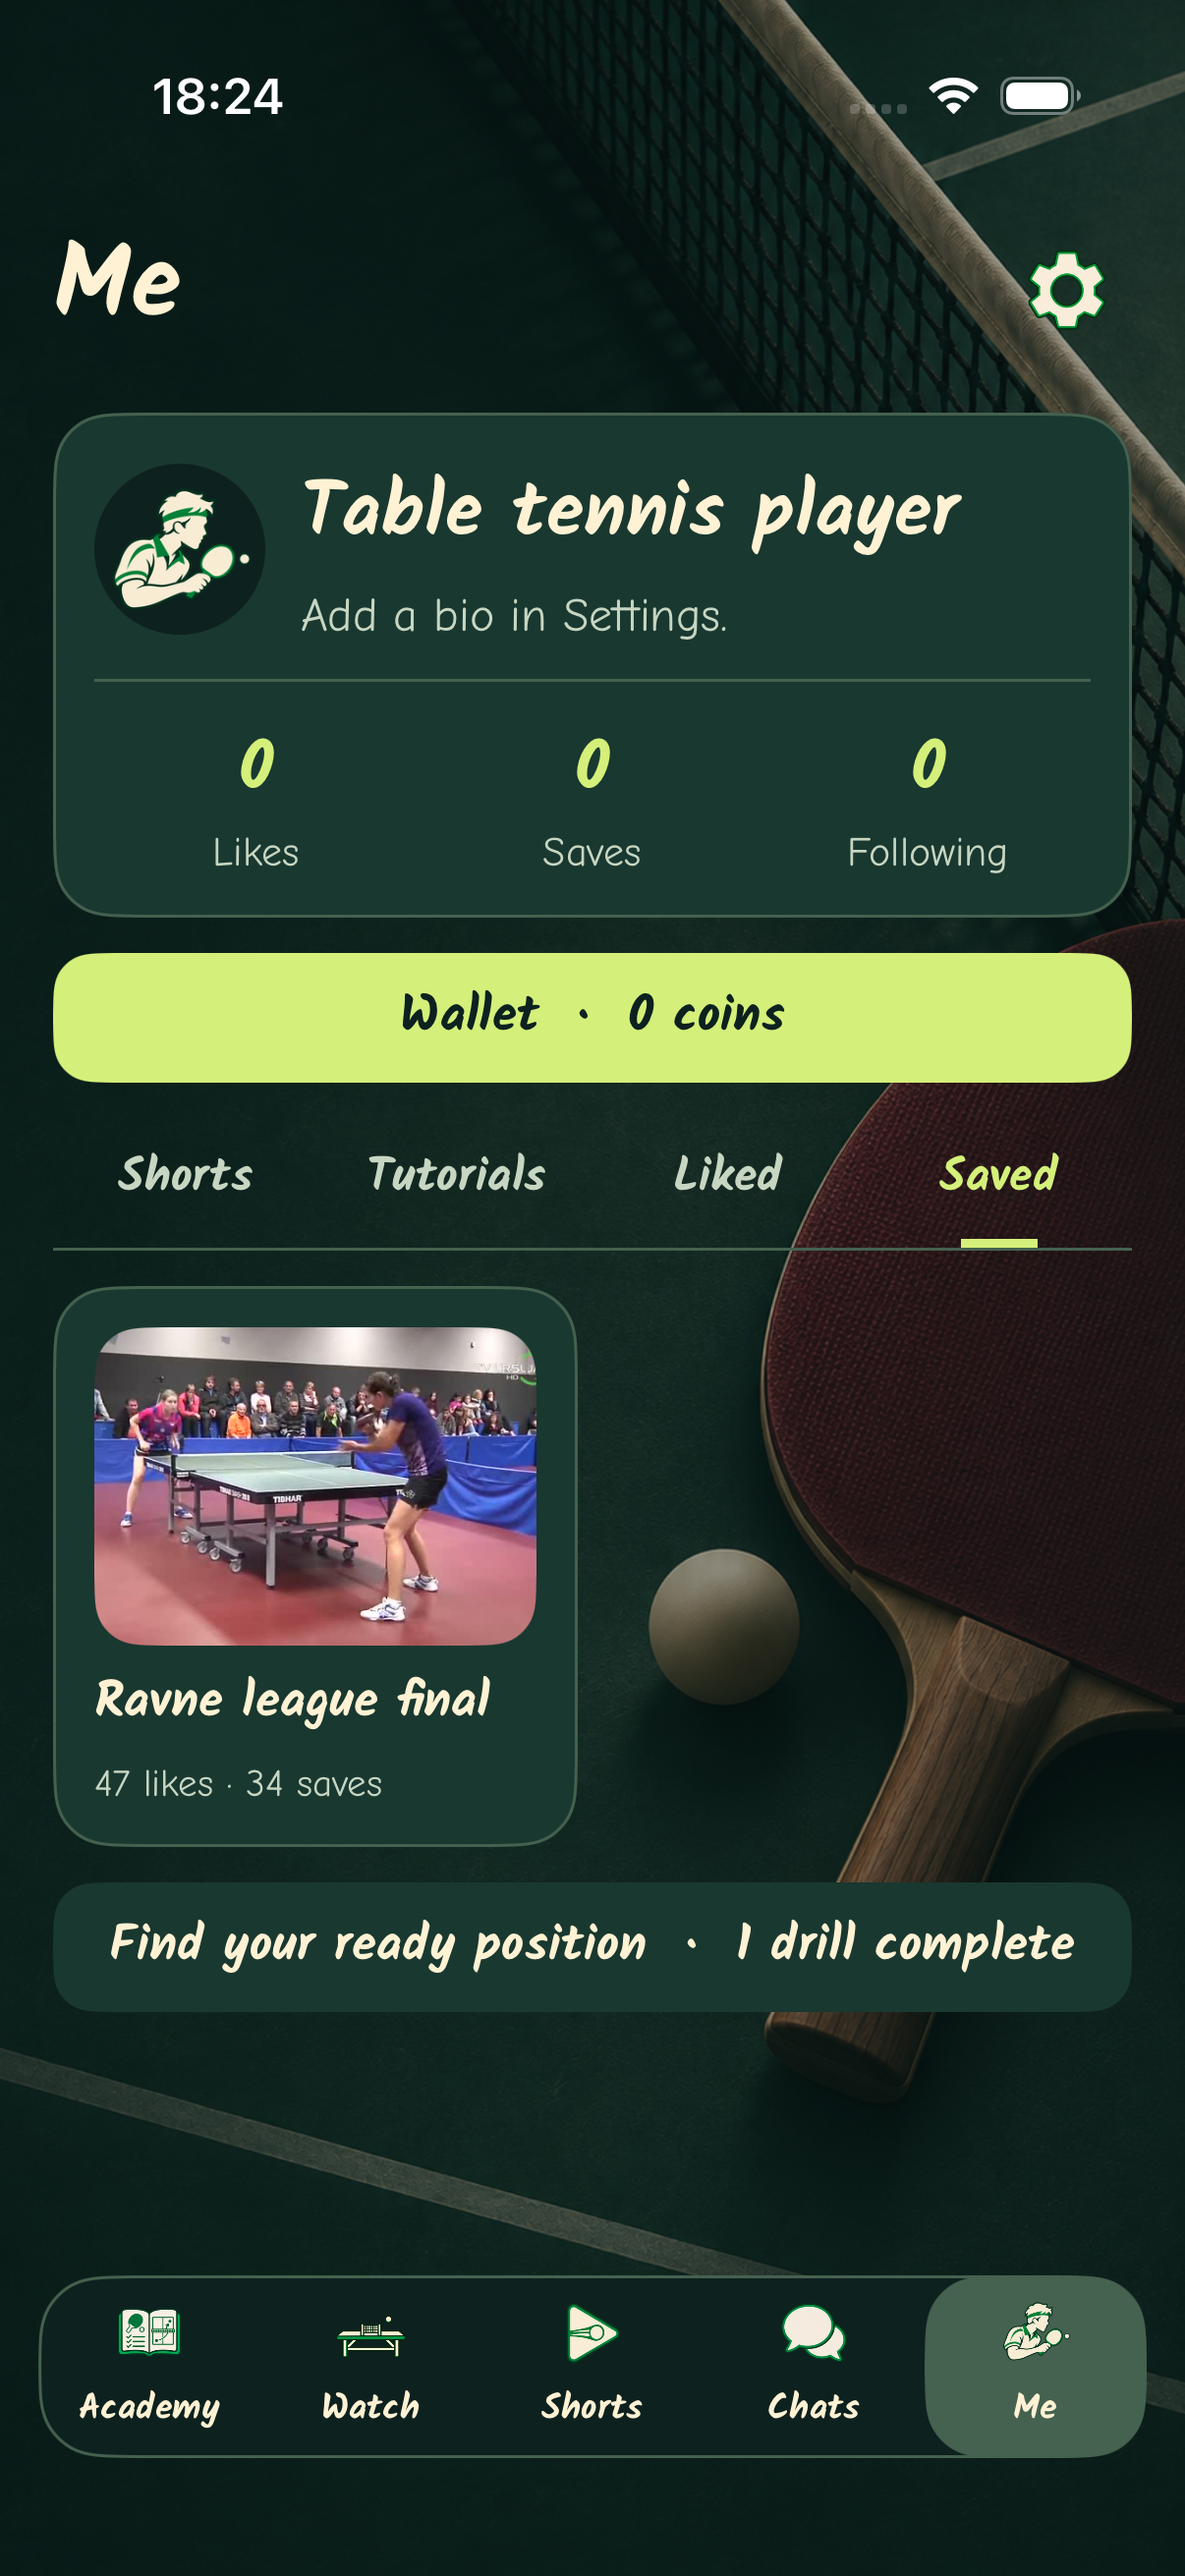 18:24
Me
Table tennis player
Add a bio in Settings.
0 0 0
Likes Saves Following
Wallet · 0 coins
Shorts Tutorials Liked Saved
HD
TIBHAR
Ravne league final
47 likes · 34 saves
Find your ready position · 1 drill complete
Academy Watch Shorts Chats Me